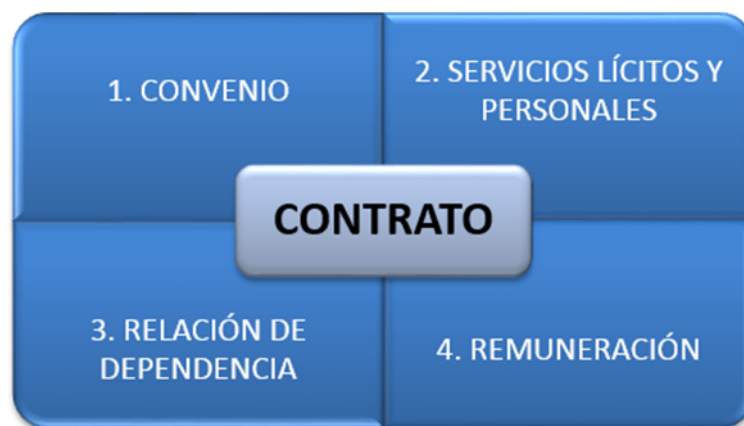 1. CONVENIO
2. SERVICIOS LÍCITOS Y
PERSONALES
CONTRATO
3. RELACIÓN DE
DEPENDENCIA
4. REMUNERACIÓN